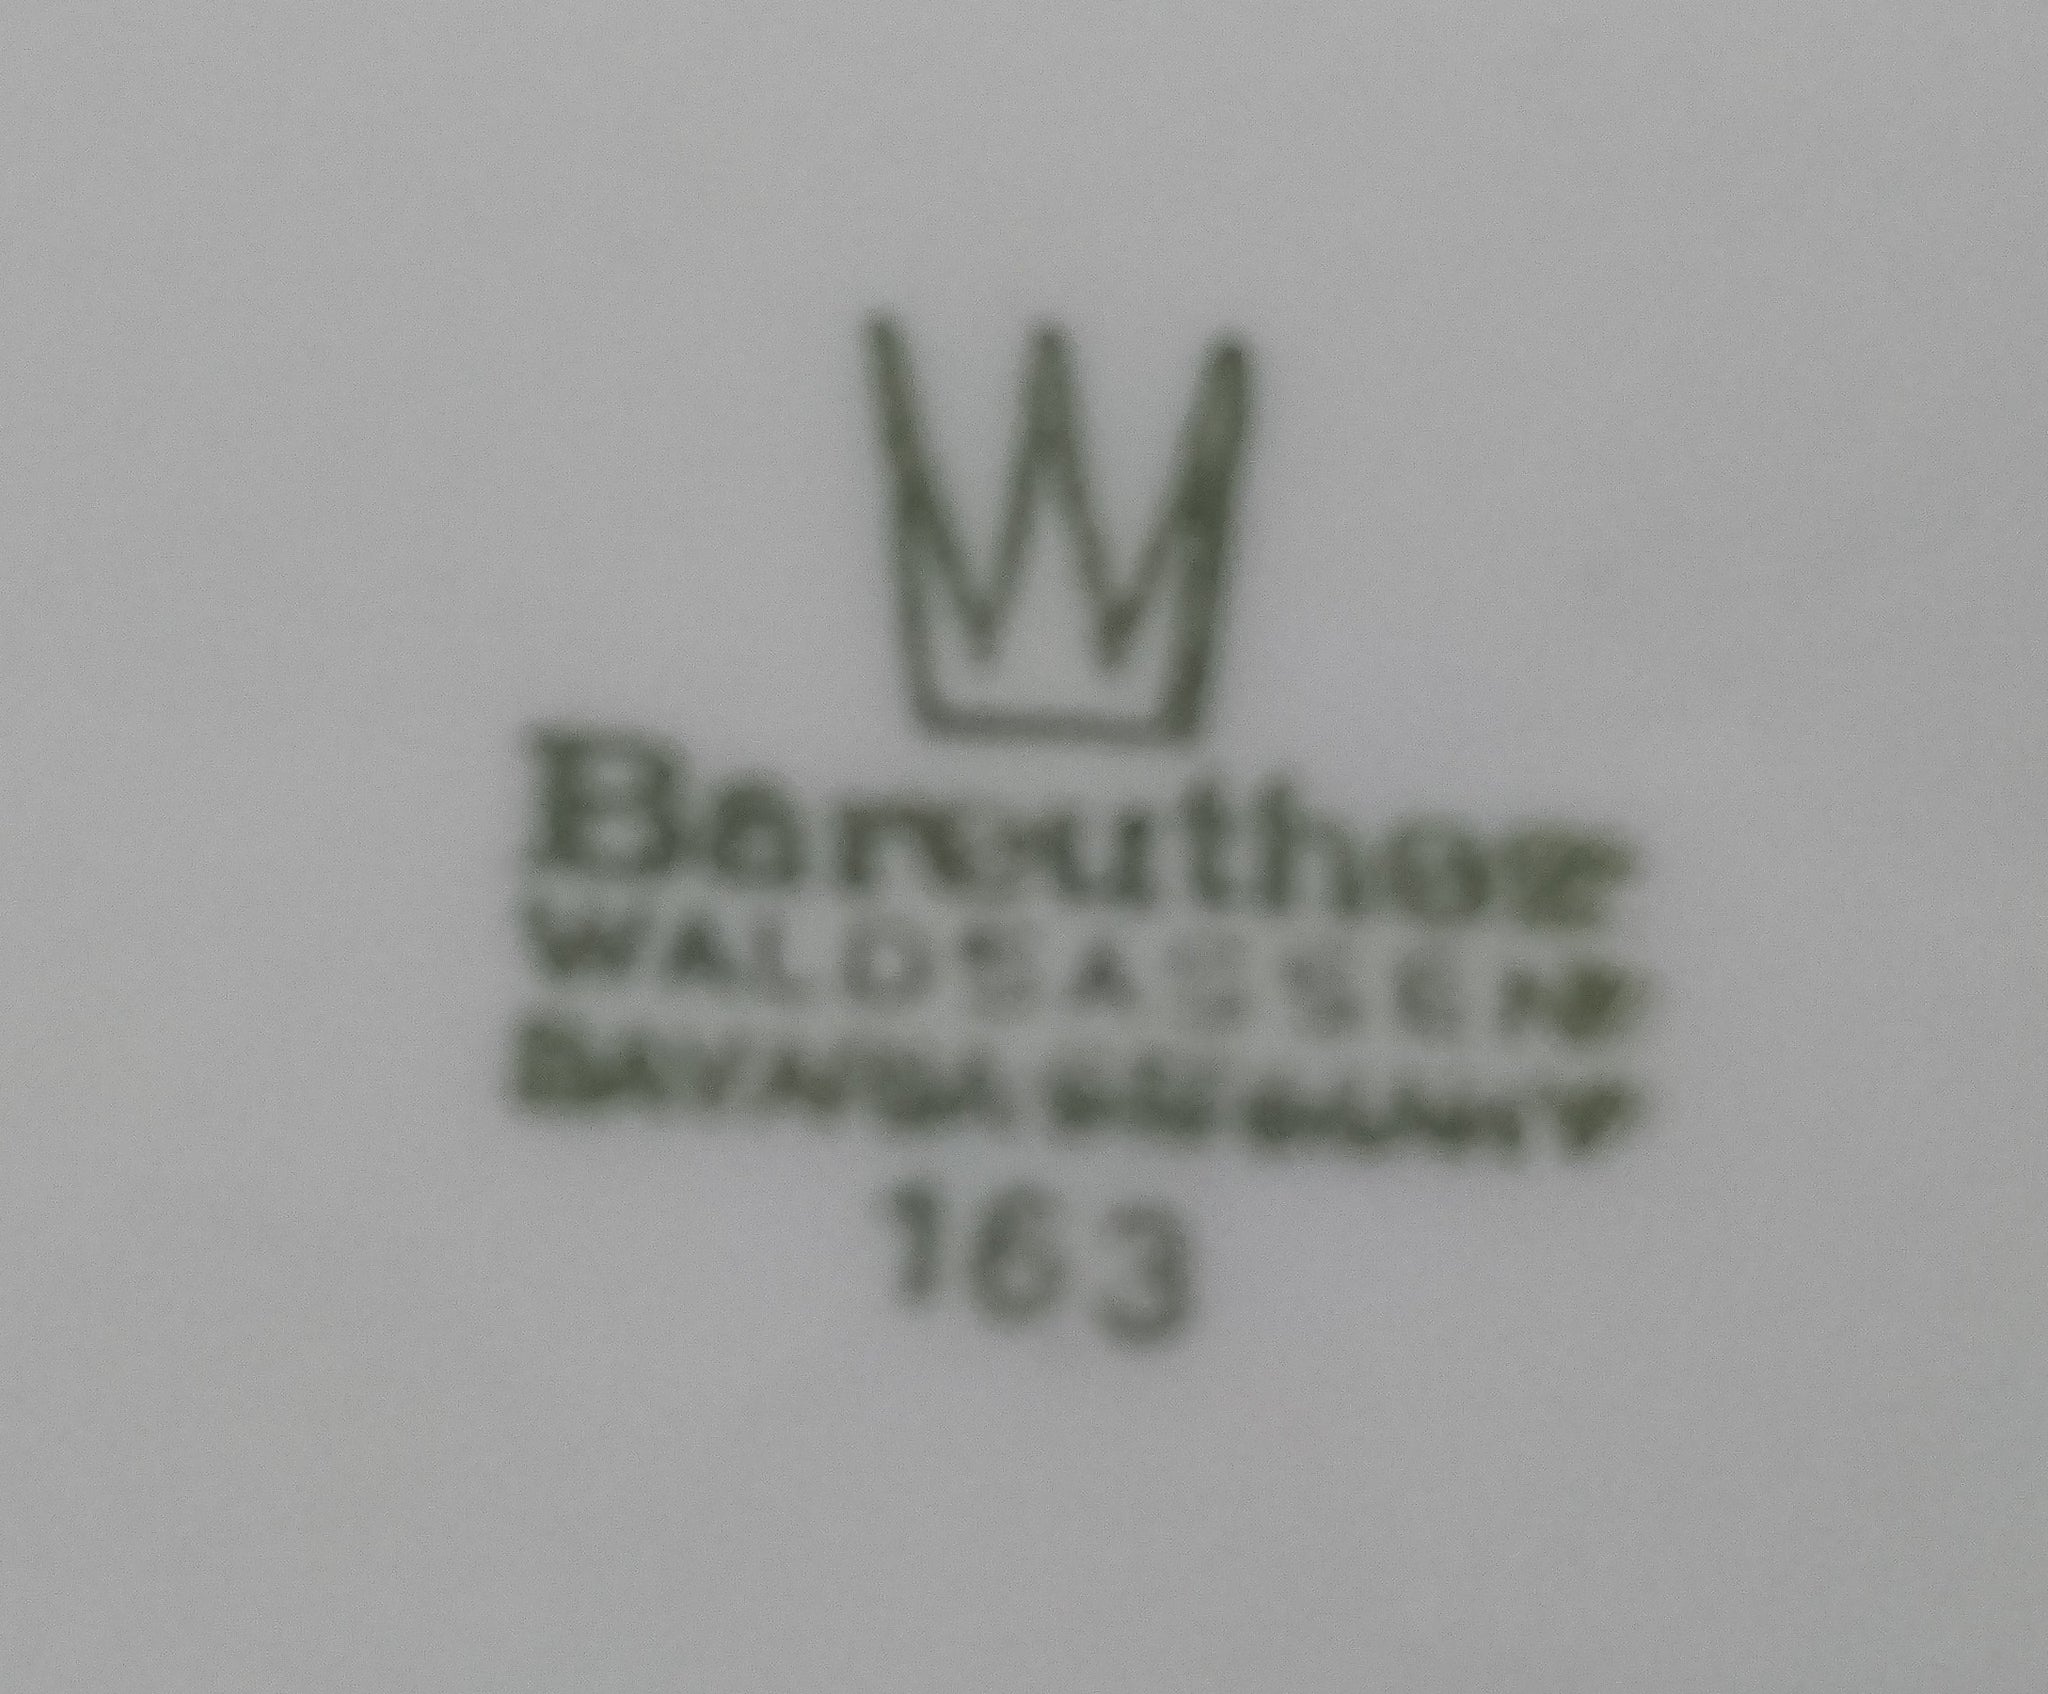 Bareuther
WALDSASSEN
BAVARIA GERMANY
163